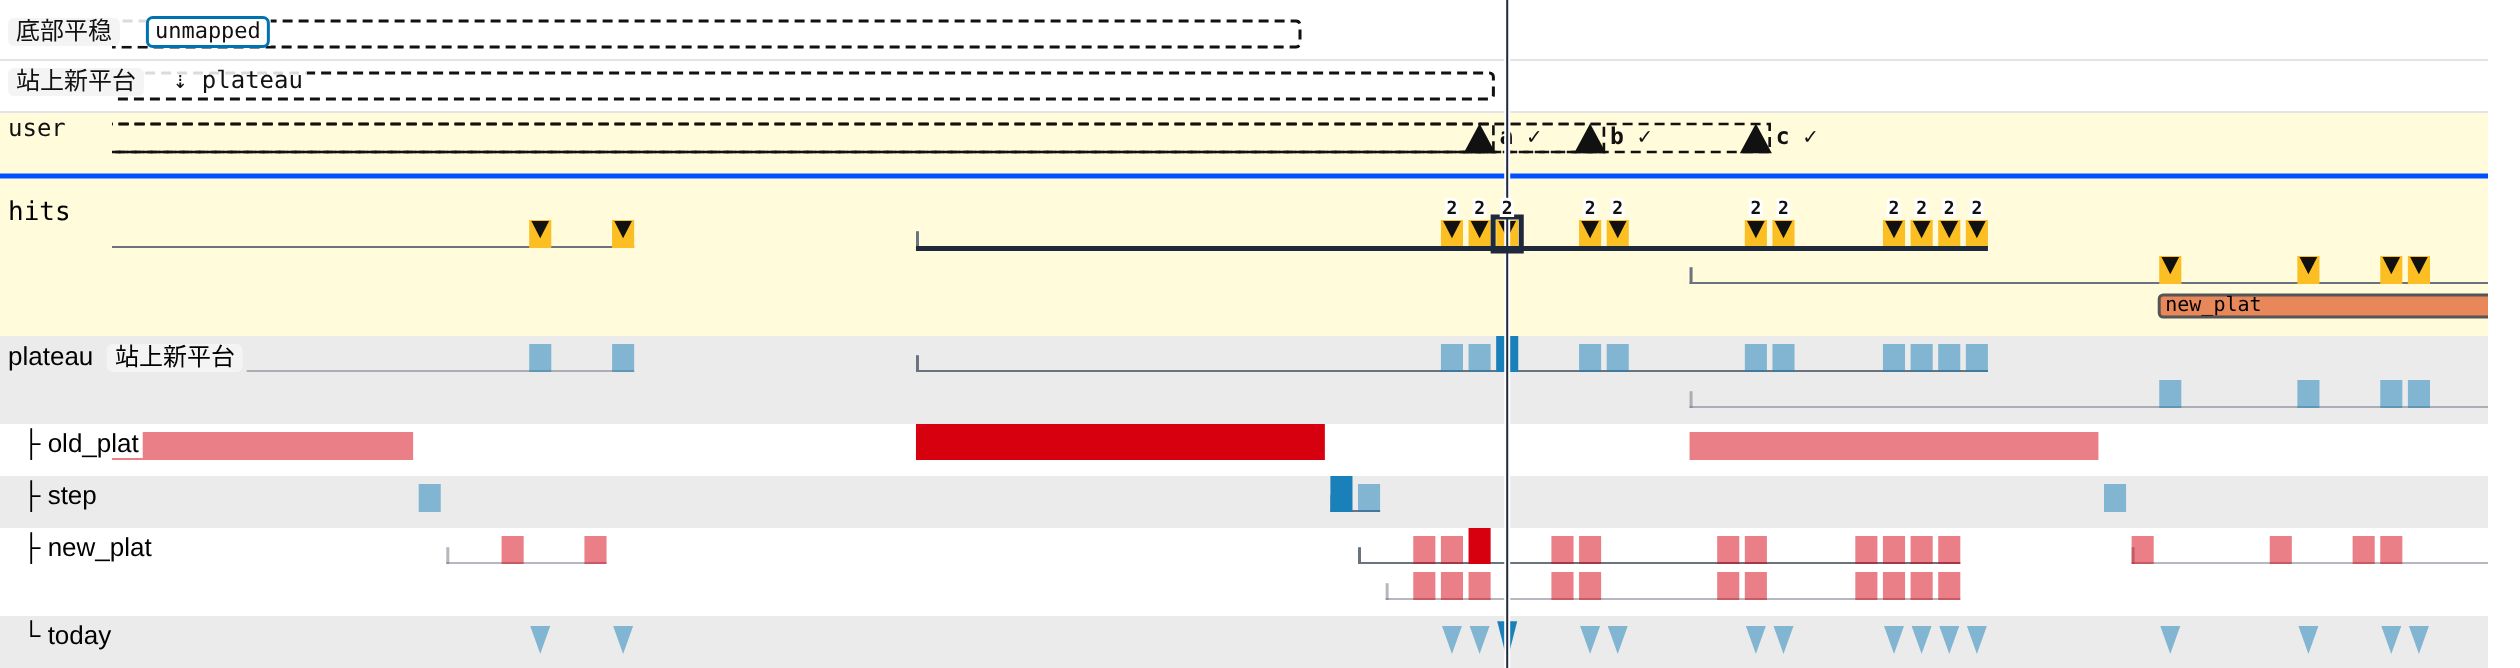 底部平稳 unmapped
站上新平台 ⇣ plateau
user a ✓ b ✓ c ✓
hits 2 2 2 2 2 2 2 2 2 2 2
new_plat
plateau 站上新平台
├ old_plat
├ step
├ new_plat
└ today